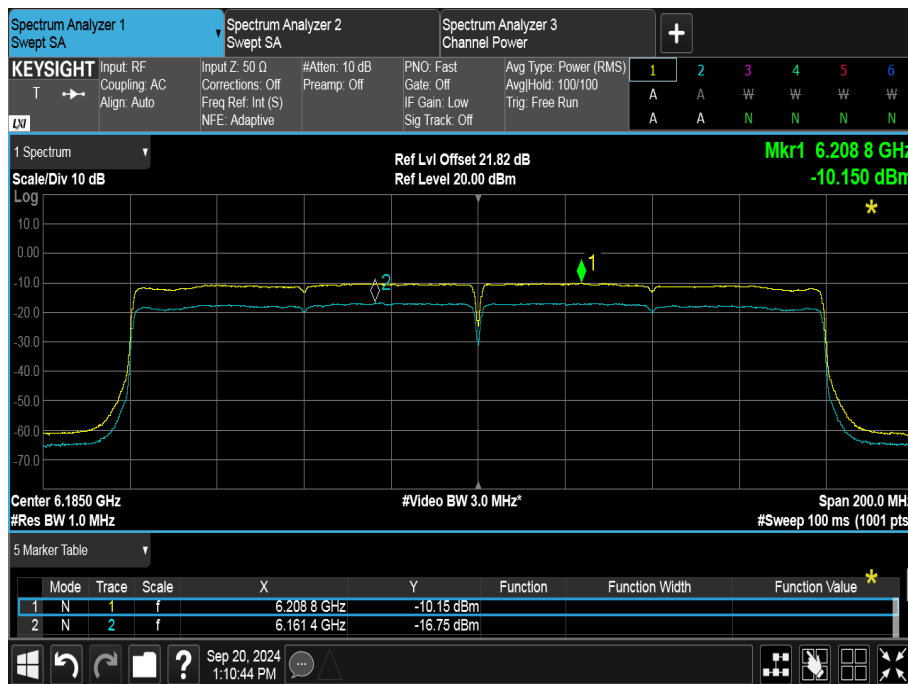 Spectrum Analyzer 1
Swept SA
Spectrum Analyzer 2
Swept SA
Spectrum Analyzer 3
Channel Power
+
KEYSIGHT
T
LXI
Input: RF
Coupling: AC
Align: Auto
Input Z: 50 Ω
Corrections: Off
Freq Ref: Int (S)
NFE: Adaptive
#Atten: 10 dB
Preamp: Off
PNO: Fast
Gate: Off
IF Gain: Low
Sig Track: Off
Avg Type: Power (RMS)
Avg|Hold: 100/100
Trig: Free Run
1 2 3 4 5 6
A A W W W W
A A N N N N
1 Spectrum
Scale/Div 10 dB
Ref Lvl Offset 21.82 dB
Ref Level 20.00 dBm
Mkr1 6.208 8 GHz
-10.150 dBm
Log
*
10.0
0.00
-10.0
-20.0
-30.0
-40.0
-50.0
-60.0
-70.0
2
1
Center 6.1850 GHz
#Res BW 1.0 MHz
#Video BW 3.0 MHz*
Span 200.0 MHz
#Sweep 100 ms (1001 pts
5 Marker Table
*
Mode Trace Scale X Y Function Function Width Function Value
1 N 1 f 6.208 8 GHz -10.15 dBm
2 N 2 f 6.161 4 GHz -16.75 dBm
?
Sep 20, 2024
1:10:44 PM